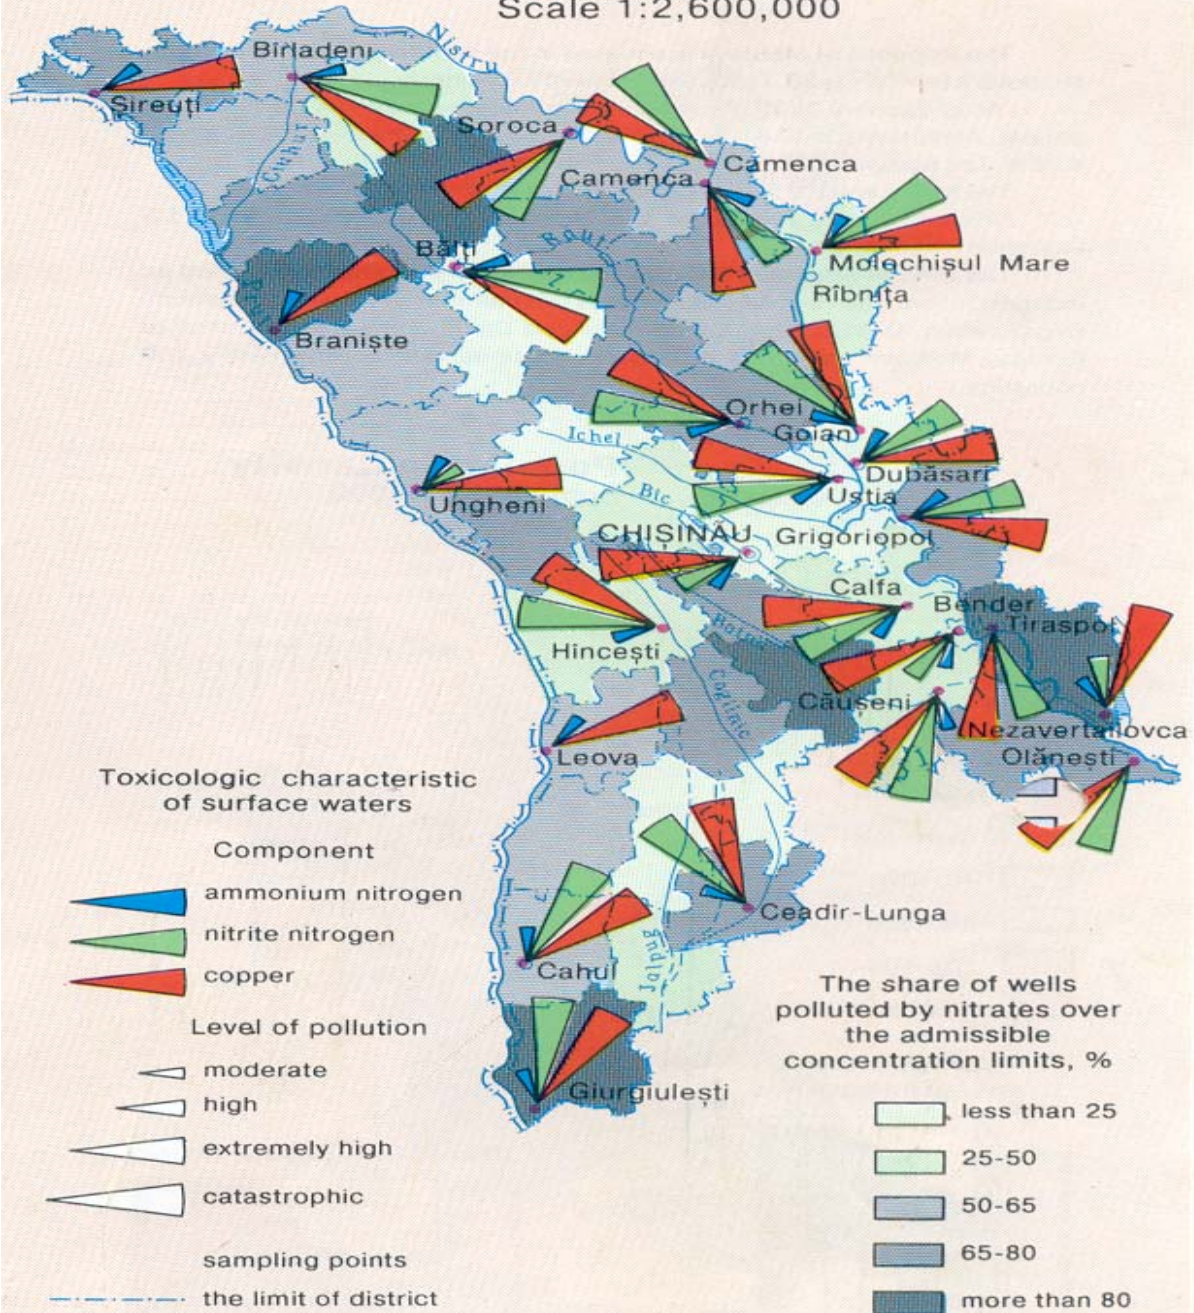 Scale 1:2,600,000
Nistru
Bîrladeni
Șireuți
Soroca
Cămenca
Camenca
Cuhur
Bălți
Răut
Molochișul Mare
Rîbnița
Braniște
Orhei
Goian
Ichel
Dubăsari
Ustia
Bîc
Ungheni
CHIȘINĂU
Grigoriopol
Calfa
Bender
Tiraspol
Botna
Hîncești
Căușeni
Cogîlnic
Nezavertailovca
Olănești
Leova
Toxicologic characteristic
of surface waters
Component
ammonium nitrogen
nitrite nitrogen
copper
Level of pollution
moderate
high
extremely high
catastrophic
sampling points
the limit of district
Ceadîr-Lunga
Cahul
Ialpug
Giurgiulești
The share of wells
polluted by nitrates over
the admissible
concentration limits, %
less than 25
25-50
50-65
65-80
more than 80